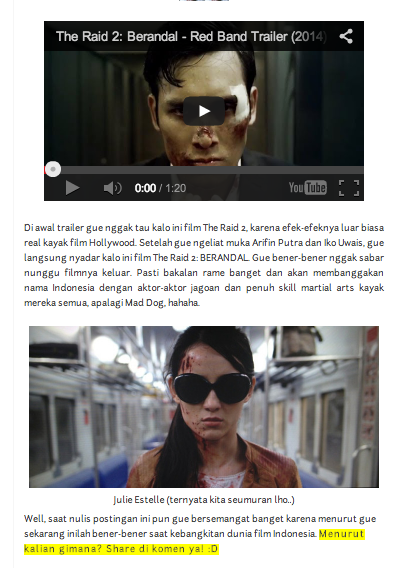 The Raid 2: Berandal - Red Band Trailer (2014)
0:00 / 1:20
YouTube
Di awal trailer gue nggak tau kalo ini film The Raid 2, karena efek-efeknya luar biasa
real kayak film Hollywood. Setelah gue ngeliat muka Arifin Putra dan Iko Uwais, gue
langsung nyadar kalo ini film The Raid 2: BERANDAL. Gue bener-bener nggak sabar
nunggu filmnya keluar. Pasti bakalan rame banget dan akan membanggakan
nama Indonesia dengan aktor-aktor jagoan dan penuh skill martial arts kayak
mereka semua, apalagi Mad Dog, hahaha.
Julie Estelle (ternyata kita seumuran lho..)
Well, saat nulis postingan ini pun gue bersemangat banget karena menurut gue
sekarang inilah bener-bener saat kebangkitan dunia film Indonesia. Menurut
kalian gimana? Share di komen ya! :D